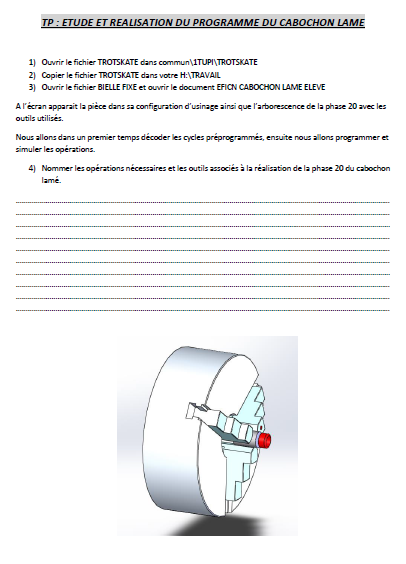 TP : ETUDE ET REALISATION DU PROGRAMME DU CABOCHON LAME
1) Ouvrir le fichier TROTSKATE dans commun\1TUPI\TROTSKATE
2) Copier le fichier TROTSKATE dans votre H:\TRAVAIL
3) Ouvrir le fichier BIELLE FIXE et ouvrir le document EFICN CABOCHON LAME ELEVE
A l'écran apparait la pièce dans sa configuration d'usinage ainsi que l'arborescence de la phase 20 avec les
outils utilisés.
Nous allons dans un premier temps décoder les cycles préprogrammés, ensuite nous allons programmer et
simuler les opérations.
4) Nommer les opérations nécessaires et les outils associés à la réalisation de la phase 20 du cabochon
lamé.